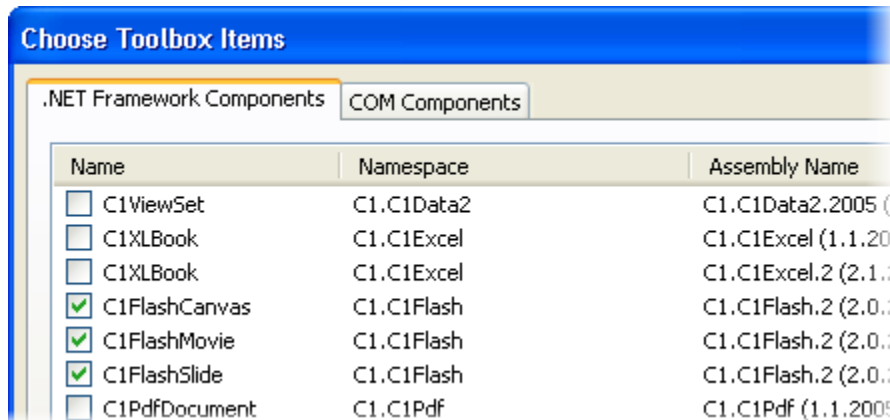 Choose Toolbox Items
.NET Framework Components COM Components
Name Namespace Assembly Name
C1ViewSet C1.C1Data2 C1.C1Data2.2005 (
C1XLBook C1.C1Excel C1.C1Excel (1.1.20
C1XLBook C1.C1Excel C1.C1Excel.2 (2.1.
C1FlashCanvas C1.C1Flash C1.C1Flash.2 (2.0.
C1FlashMovie C1.C1Flash C1.C1Flash.2 (2.0.
C1FlashSlide C1.C1Flash C1.C1Flash.2 (2.0.
C1PdfDocument C1.C1Pdf C1.C1Pdf (1.1.200